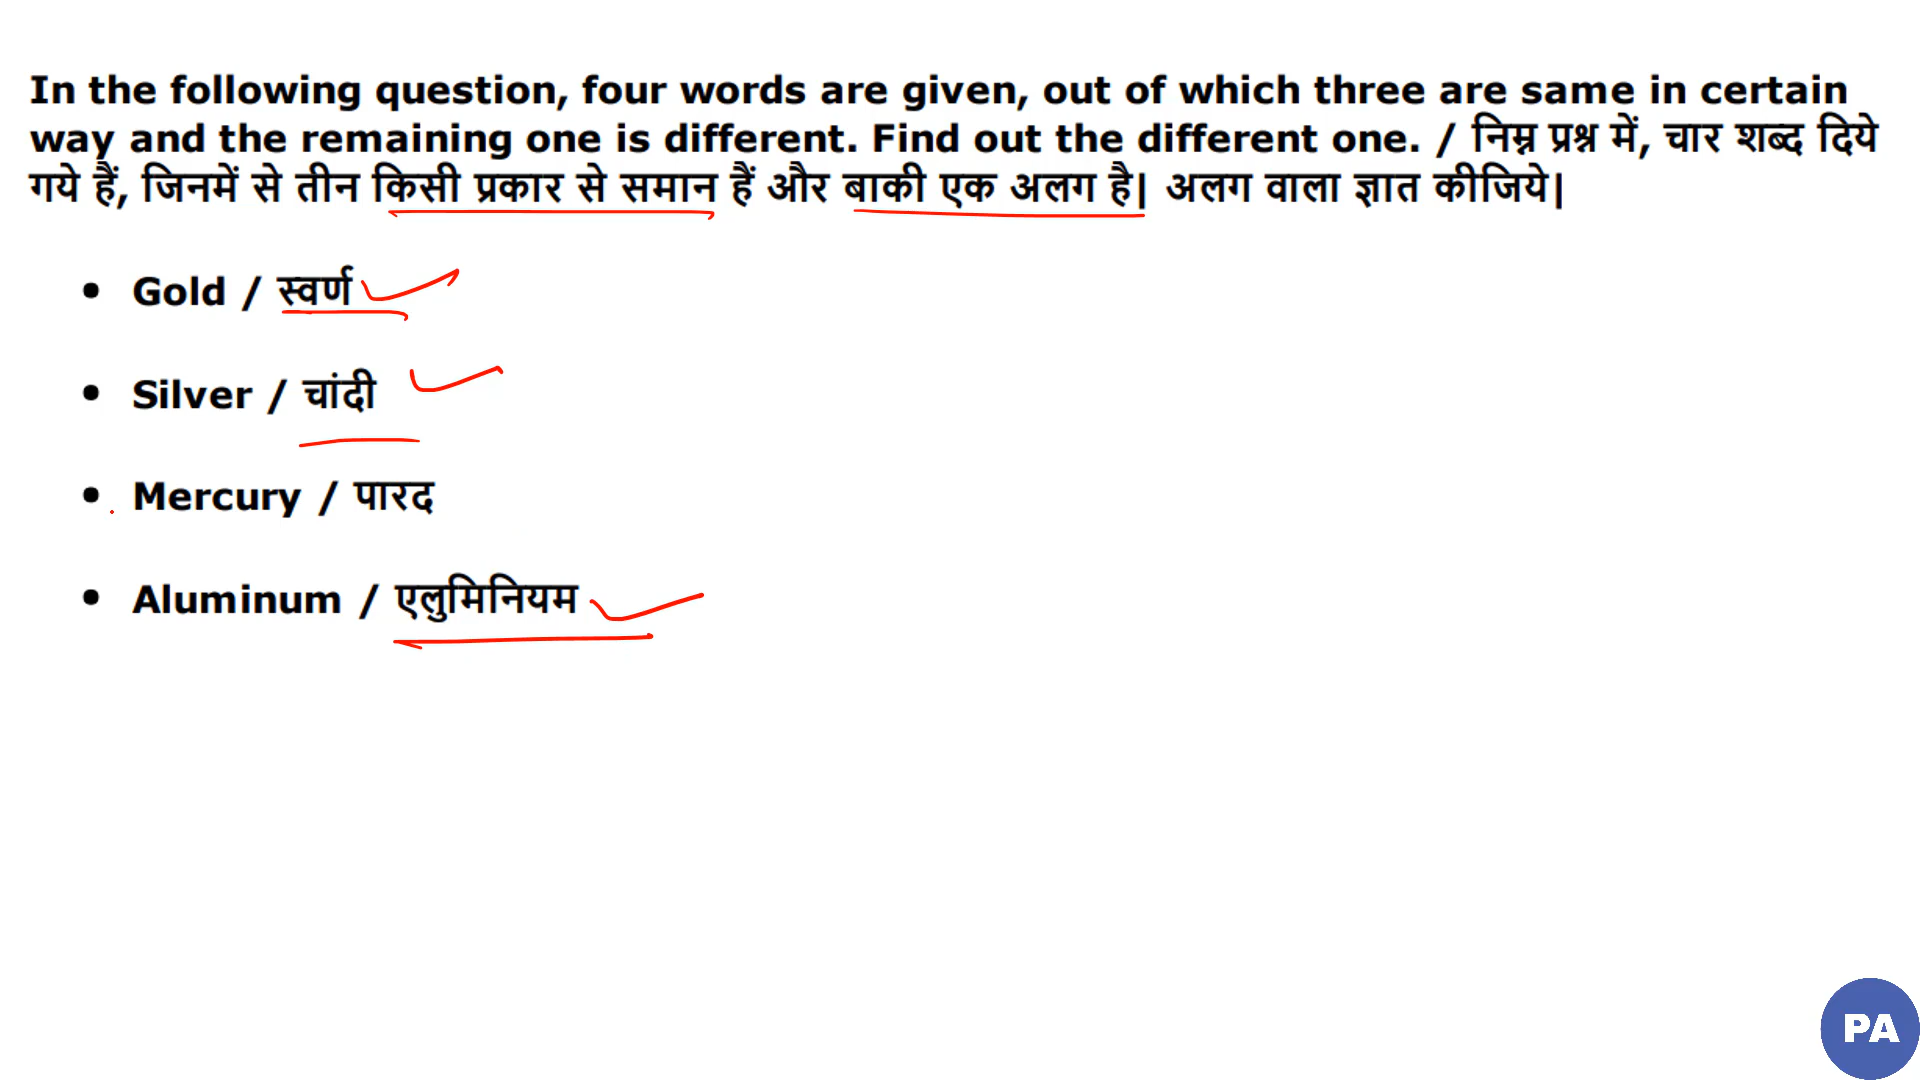 In the following question, four words are given, out of which three are same in certain
way and the remaining one is different. Find out the different one. / निम्न प्रश्न में, चार शब्द दिये
गये हैं, जिनमें से तीन किसी प्रकार से समान हैं और बाकी एक अलग है| अलग वाला ज्ञात कीजिये|
• Gold / स्वर्ण
• Silver / चांदी
• Mercury / पारद
• Aluminum / एलुमिनियम
PA